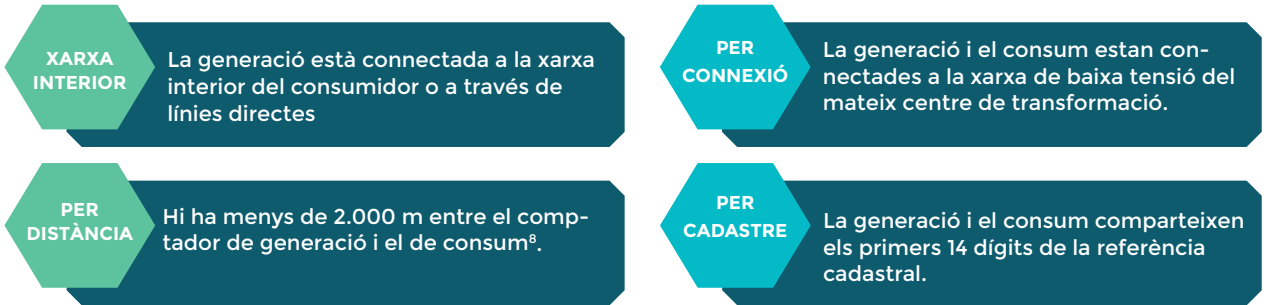 XARXA
INTERIOR
La generació està connectada a la xarxa
interior del consumidor o a través de
línies directes
PER
CONNEXIÓ
La generació i el consum estan con-
nectades a la xarxa de baixa tensió del
mateix centre de transformació.
PER
DISTÀNCIA
Hi ha menys de 2.000 m entre el comp-
tador de generació i el de consum⁸.
PER
CADASTRE
La generació i el consum comparteixen
els primers 14 dígits de la referència
cadastral.